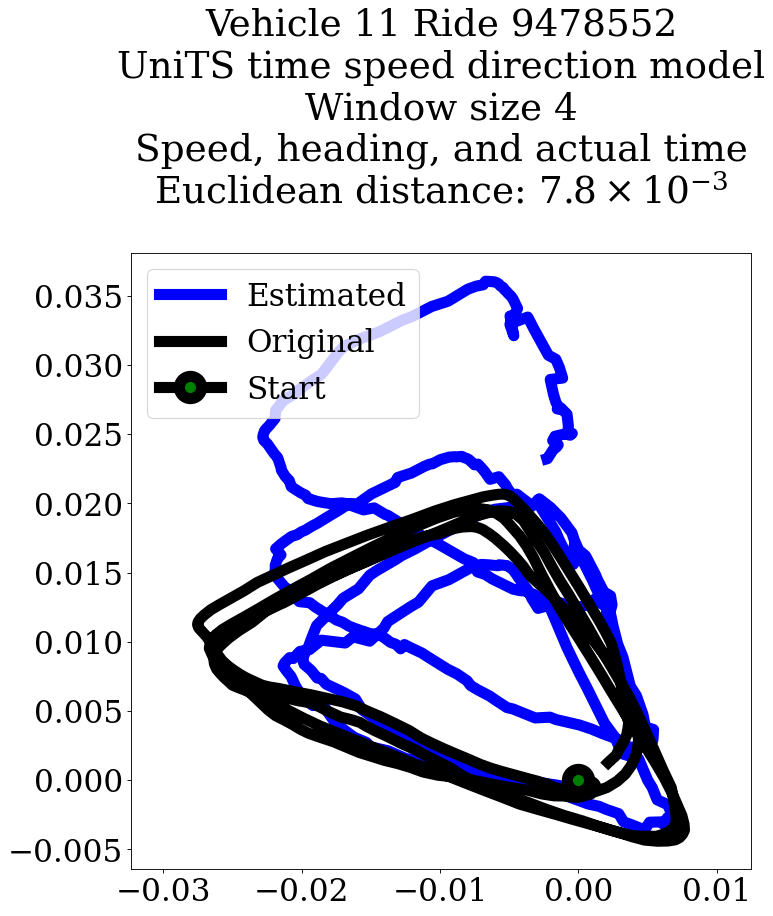 Vehicle 11 Ride 9478552
UniTS time speed direction model
Window size 4
Speed, heading, and actual time
Euclidean distance: 7.8 × 10⁻³
Estimated
Original
Start
0.035
0.030
0.025
0.020
0.015
0.010
0.005
0.000
−0.005
−0.03 −0.02 −0.01 0.00 0.01